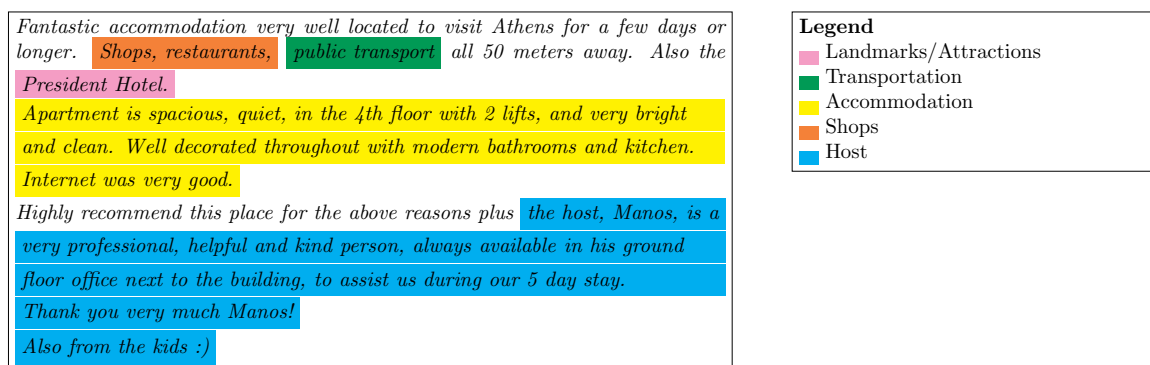 Fantastic accommodation very well located to visit Athens for a few days or
longer. Shops, restaurants, public transport all 50 meters away. Also the
President Hotel.
Apartment is spacious, quiet, in the 4th floor with 2 lifts, and very bright
and clean. Well decorated throughout with modern bathrooms and kitchen.
Internet was very good.
Highly recommend this place for the above reasons plus the host, Manos, is a
very professional, helpful and kind person, always available in his ground
floor office next to the building, to assist us during our 5 day stay.
Thank you very much Manos!
Also from the kids :)
Legend
Landmarks/Attractions
Transportation
Accommodation
Shops
Host